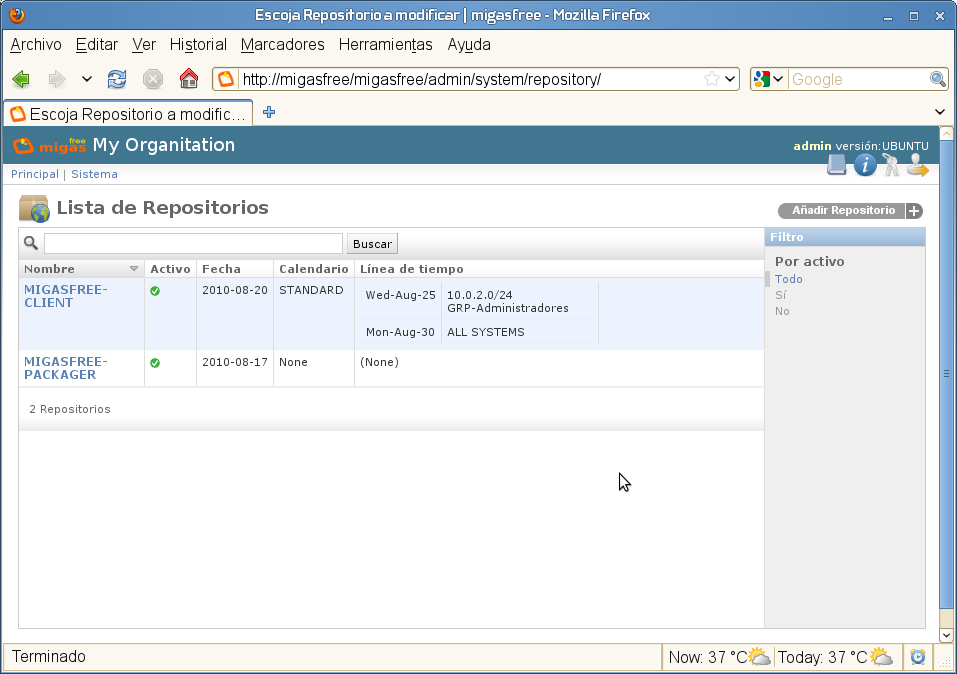 Escoja Repositorio a modificar | migasfree - Mozilla Firefox
Archivo Editar Ver Historial Marcadores Herramientas Ayuda
http://migasfree/migasfree/admin/system/repository/ Google
Escoja Repositorio a modific...
migasfree My Organitation
admin versión:UBUNTU
Principal | Sistema
Lista de Repositorios
Añadir Repositorio
Buscar
Filtro
Nombre Activo Fecha Calendario Línea de tiempo
Por activo
Todo
Sí
No
MIGASFREE-
CLIENT
2010-08-20 STANDARD
Wed-Aug-25 10.0.2.0/24
GRP-Administradores
Mon-Aug-30 ALL SYSTEMS
MIGASFREE-
PACKAGER
2010-08-17 None (None)
2 Repositorios
Terminado
Now: 37 °C Today: 37 °C